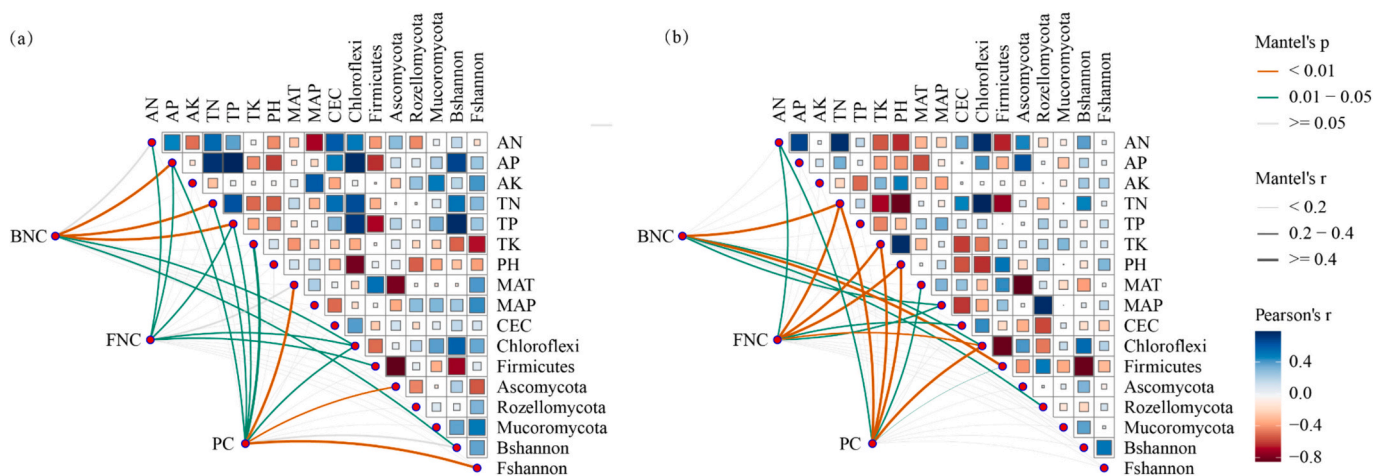 (a)
AN AP AK TN TP TK PH MAT MAP CEC Chloroflexi Firmicutes Ascomycota Rozellomycota Mucoromycota Bshannon Fshannon
AN
AP
AK
TN
TP
TK
PH
MAT
MAP
CEC
Chloroflexi
Firmicutes
Ascomycota
Rozellomycota
Mucoromycota
Bshannon
Fshannon
BNC
FNC
PC
(b)
AN AP AK TN TP TK PH MAT MAP CEC Chloroflexi Firmicutes Ascomycota Rozellomycota Mucoromycota Bshannon Fshannon
AN
AP
AK
TN
TP
TK
PH
MAT
MAP
CEC
Chloroflexi
Firmicutes
Ascomycota
Rozellomycota
Mucoromycota
Bshannon
Fshannon
BNC
FNC
PC
Mantel's p
< 0.01
0.01 − 0.05
>= 0.05
Mantel's r
< 0.2
0.2 − 0.4
>= 0.4
Pearson's r
0.4
0.0
−0.4
−0.8